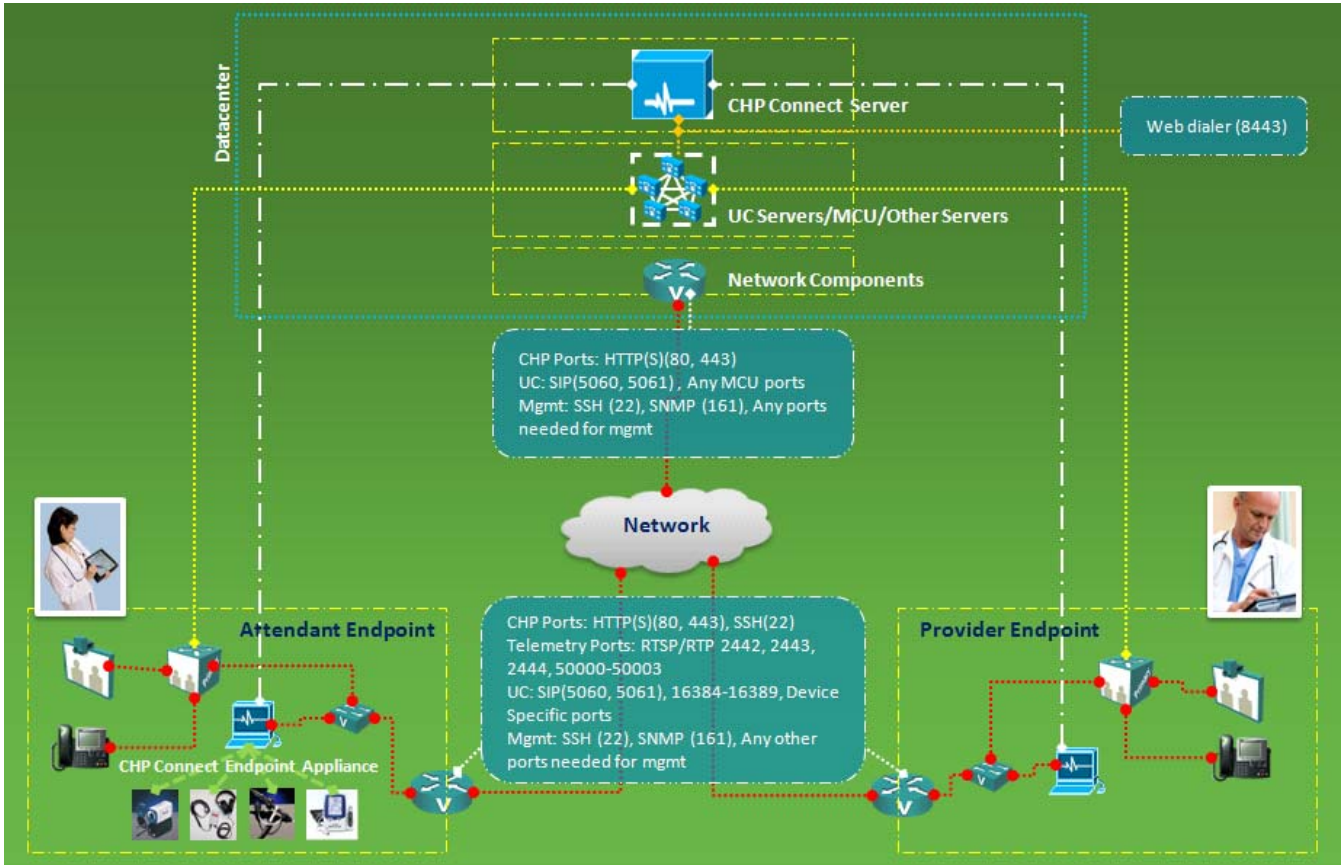 Datacenter
CHP Connect Server
Web dialer (8443)
UC Servers/MCU/Other Servers
Network Components
V
CHP Ports: HTTP(S)(80, 443)
UC: SIP(5060, 5061) , Any MCU ports
Mgmt: SSH (22), SNMP (161), Any ports
needed for mgmt
Network
Attendant Endpoint
CHP Ports: HTTP(S)(80, 443), SSH(22)
Telemetry Ports: RTSP/RTP 2442, 2443,
2444, 50000-50003
UC: SIP(5060, 5061), 16384-16389, Device
Specific ports
Mgmt: SSH (22), SNMP (161), Any other
ports needed for mgmt
Provider Endpoint
V
CHP Connect Endpoint Appliance
V
V
V